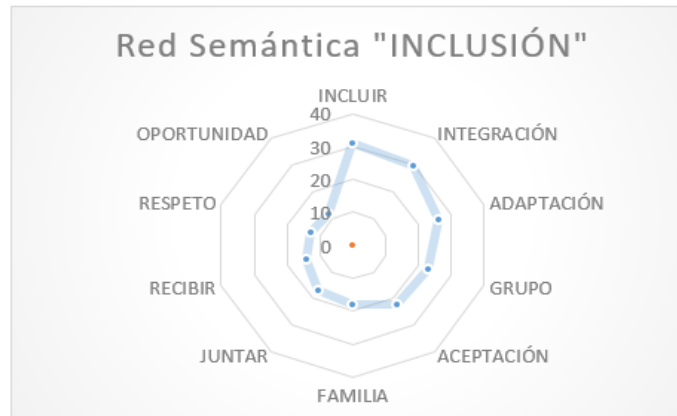 Red Semántica "INCLUSIÓN"
INCLUIR
40
OPORTUNIDAD
INTEGRACIÓN
30
20
RESPETO
ADAPTACIÓN
10
0
RECIBIR
GRUPO
JUNTAR
ACEPTACIÓN
FAMILIA